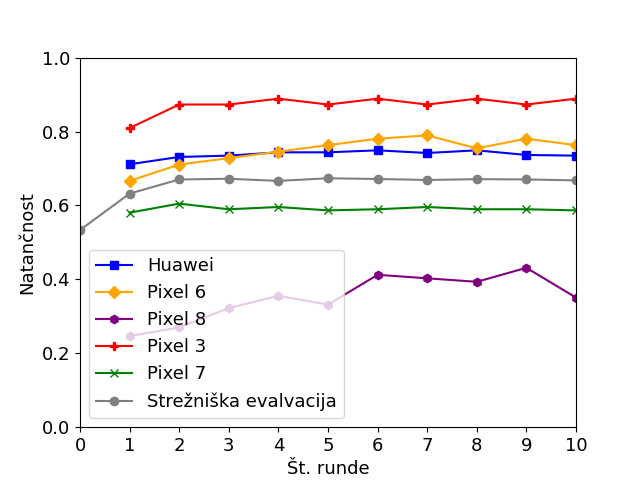 1.0
0.8
0.6
0.4
0.2
0.0
Natančnost
Huawei
Pixel 6
Pixel 8
Pixel 3
Pixel 7
Strežniška evalvacija
0 1 2 3 4 5 6 7 8 9 10
Št. runde